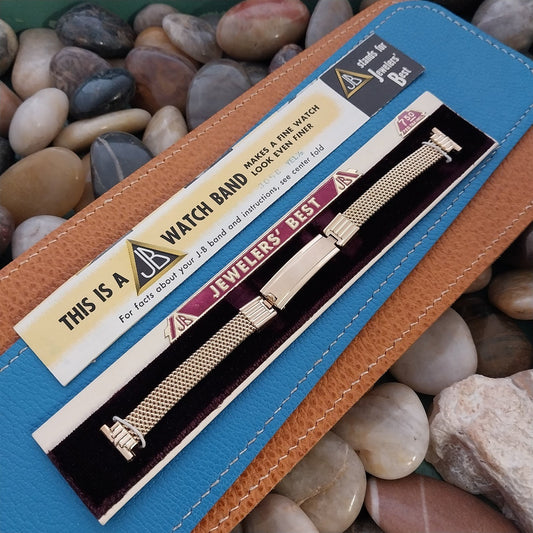 JB
stands for
Jewelers'
Best
THIS IS A JB WATCH BAND MAKES A FINE WATCH
LOOK EVEN FINER
For facts about your J-B band and instructions, see center fold
JB JEWELERS' BEST JB
7.50